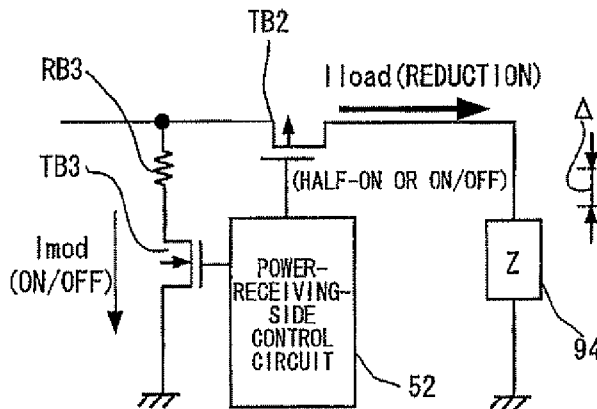 TB2
RB3
Iload(REDUCTION)
Δ
TB3
(HALF-ON OR ON/OFF)
Imod
(ON/OFF)
POWER-
RECEIVING-
SIDE
CONTROL
CIRCUIT
Z
94
52